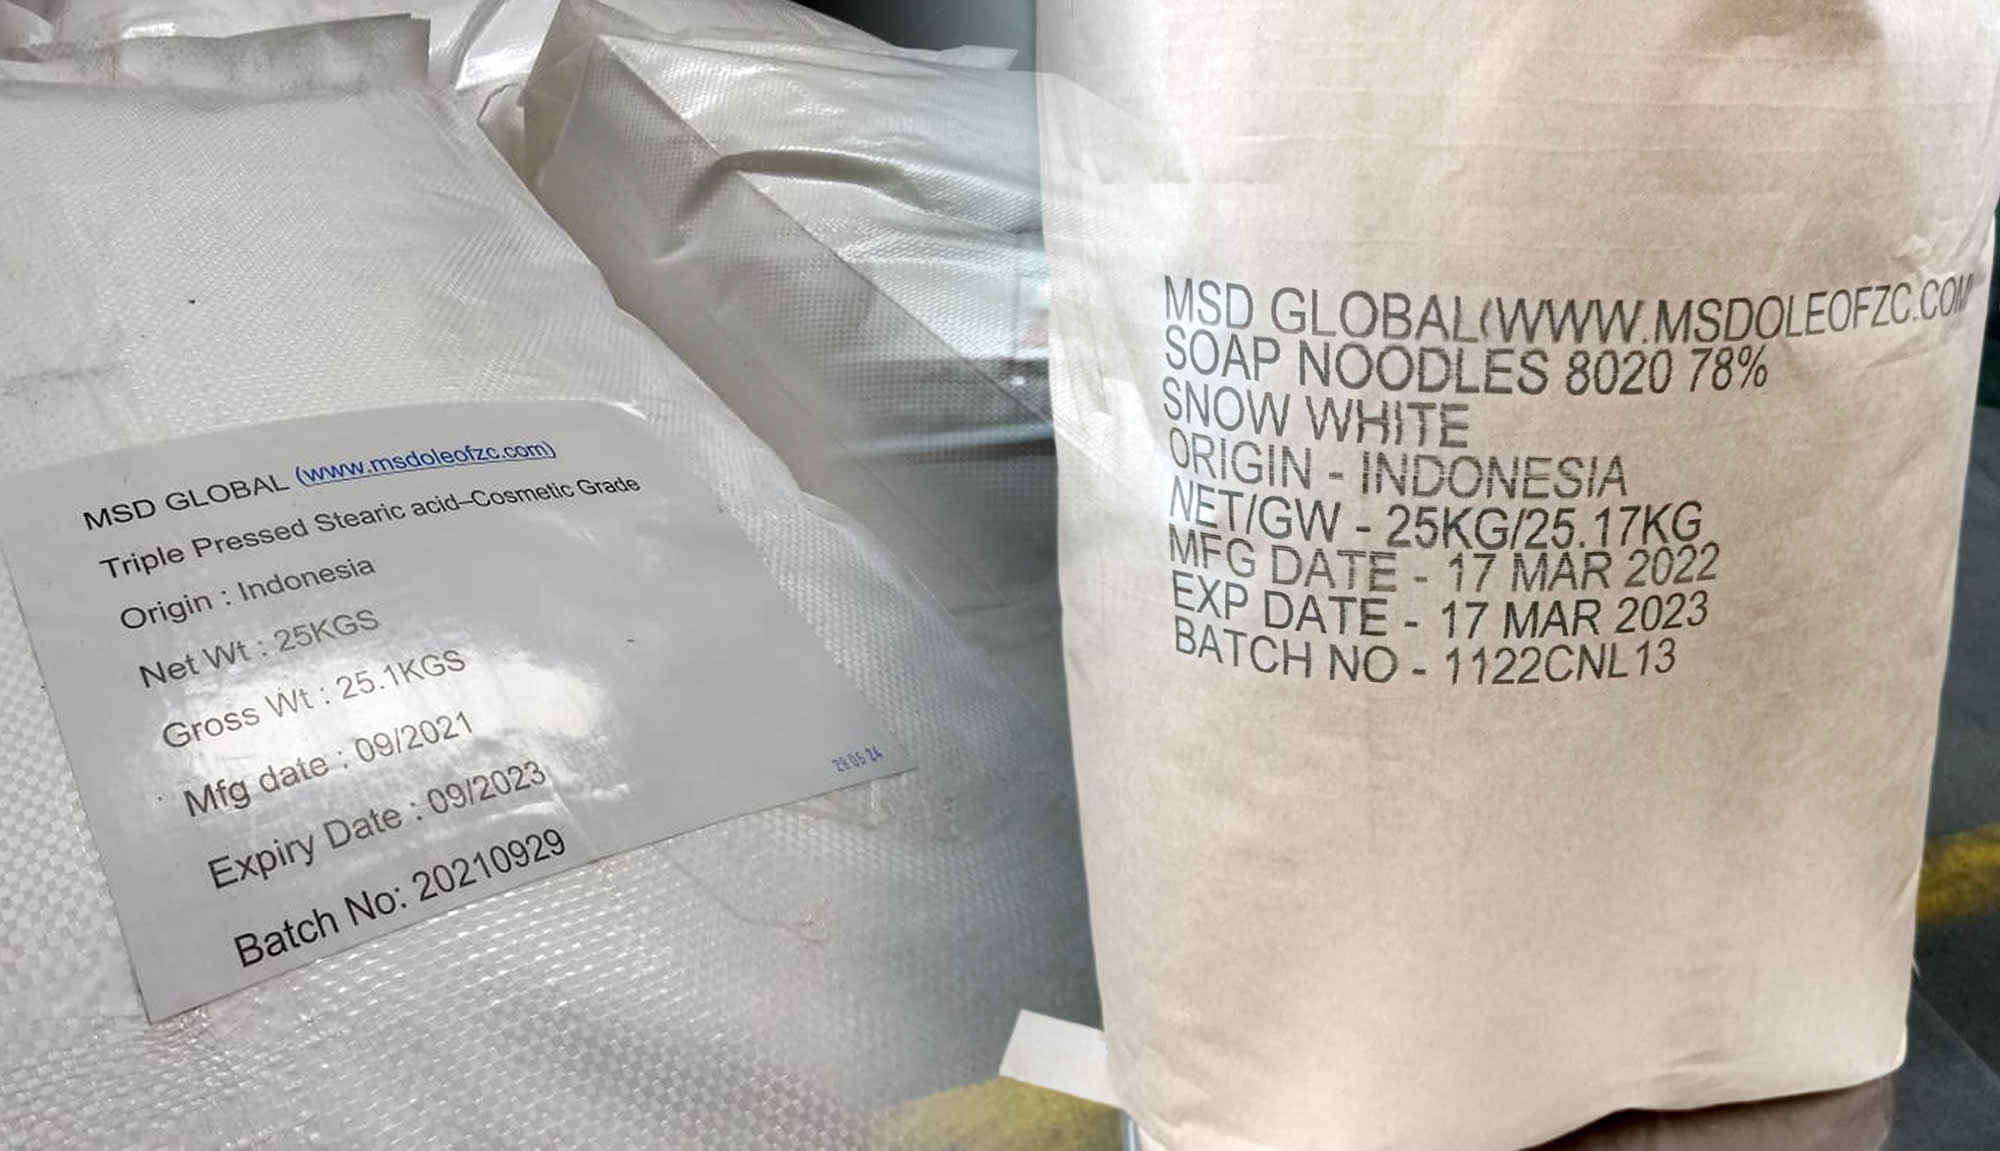 MSD GLOBAL (www.msdoleofzc.com)
Triple Pressed Stearic acid–Cosmetic Grade
Origin : Indonesia
Net Wt : 25KGS
Gross Wt : 25.1KGS
Mfg date : 09/2021
Expiry Date : 09/2023
Batch No: 20210929
29 05 24
MSD GLOBAL(WWW.MSDOLEOFZC.COM
SOAP NOODLES 8020 78%
SNOW WHITE
ORIGIN - INDONESIA
NET/GW - 25KG/25.17KG
MFG DATE - 17 MAR 2022
EXP DATE - 17 MAR 2023
BATCH NO - 1122CNL13